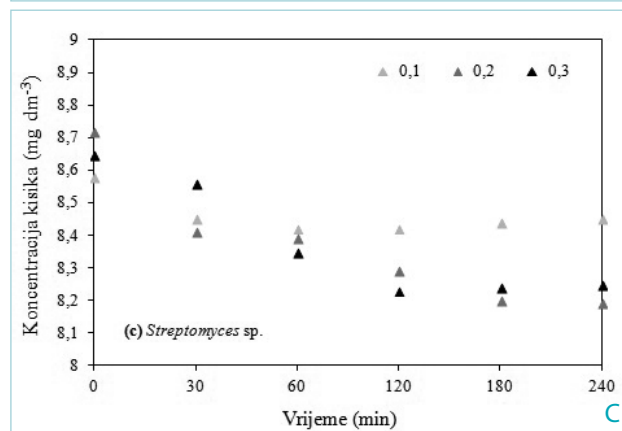 9
8,9
8,8
8,7
8,6
8,5
8,4
8,3
8,2
8,1
8
Koncentracija kisika (mg dm-3)
0,1 0,2 0,3
(c) Streptomyces sp.
0 30 60 120 180 240
Vrijeme (min)
C